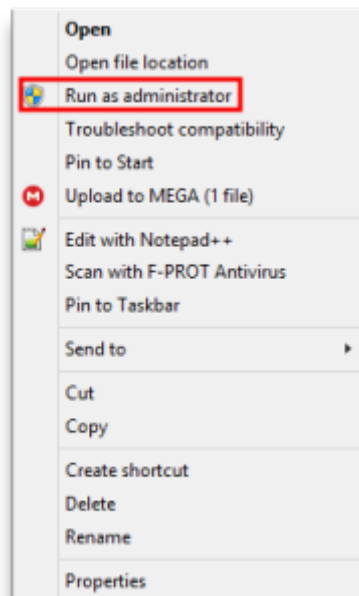 Open
Open file location
Run as administrator
Troubleshoot compatibility
Pin to Start
Upload to MEGA (1 file)
Edit with Notepad++
Scan with F-PROT Antivirus
Pin to Taskbar
Send to
Cut
Copy
Create shortcut
Delete
Rename
Properties